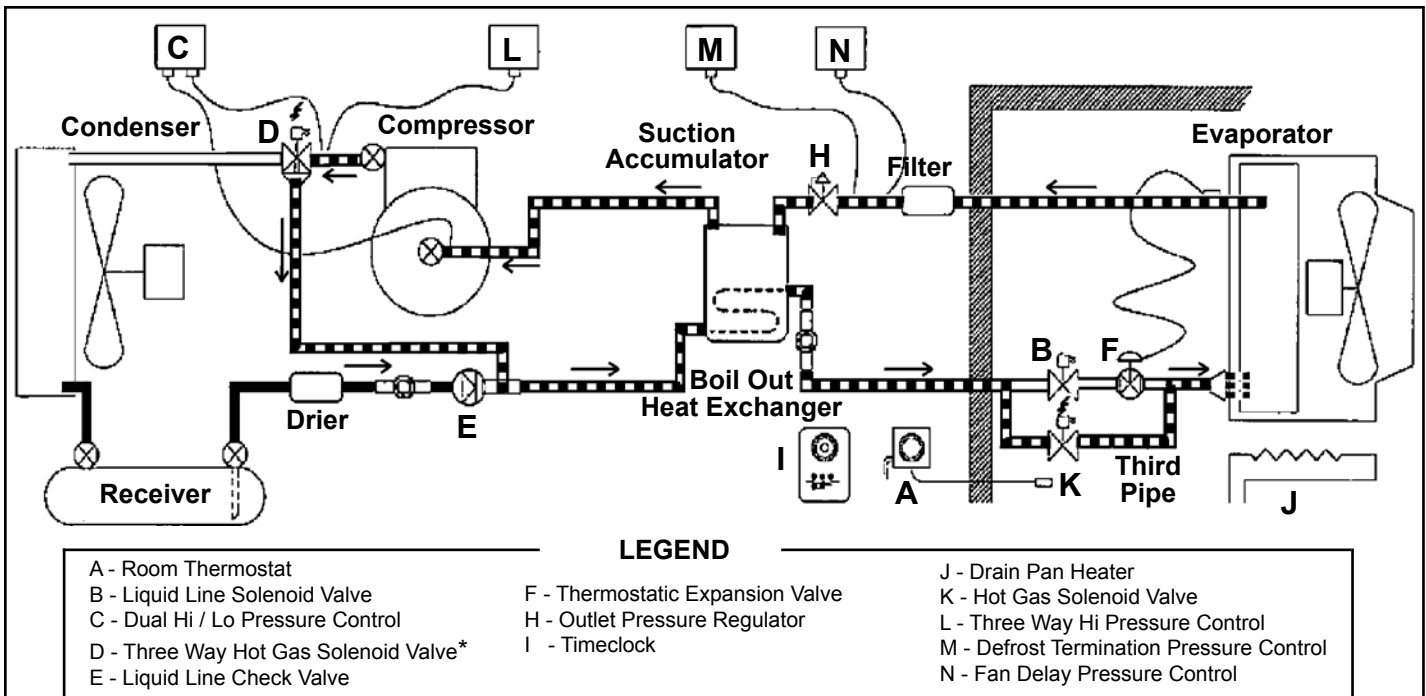 C
L
M
N
Condenser
D
Compressor
Suction
Accumulator
H
Filter
Evaporator
B
F
Boil Out
Heat Exchanger
Drier
E
I
A
K
Third
Pipe
J
Receiver
LEGEND
A - Room Thermostat
B - Liquid Line Solenoid Valve
C - Dual Hi / Lo Pressure Control
D - Three Way Hot Gas Solenoid Valve*
E - Liquid Line Check Valve
F - Thermostatic Expansion Valve
H - Outlet Pressure Regulator
I - Timeclock
J - Drain Pan Heater
K - Hot Gas Solenoid Valve
L - Three Way Hi Pressure Control
M - Defrost Termination Pressure Control
N - Fan Delay Pressure Control